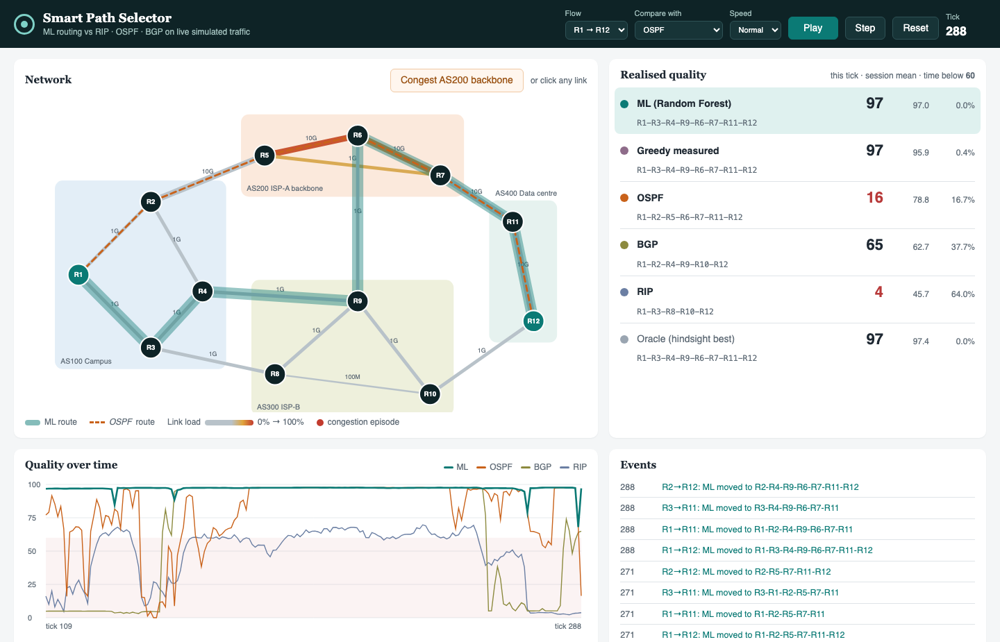 Smart Path Selector
ML routing vs RIP · OSPF · BGP on live simulated traffic
Flow
R1 → R12
Compare with
OSPF
Speed
Normal
Play
Step
Reset
Tick
288
Network
Congest AS200 backbone
or click any link
10G
R6
10G
R5
1G
10G
R7
AS200 ISP-A backbone
10G
AS400 Data centre
R2
1G
R11
1G
1G
10G
R1
R4
1G
R9
1G
1G
R12
1G
1G
R3
1G
1G
R8
100M
R10
AS100 Campus
AS300 ISP-B
ML route
OSPF route
Link load
0% → 100%
congestion episode
Realised quality
this tick · session mean · time below 60
ML (Random Forest) 97 97.0 0.0%
R1–R3–R4–R9–R6–R7–R11–R12
Greedy measured 97 95.9 0.4%
R1–R3–R4–R9–R6–R7–R11–R12
OSPF 16 78.8 16.7%
R1–R2–R5–R6–R7–R11–R12
BGP 65 62.7 37.7%
R1–R2–R4–R9–R10–R12
RIP 4 45.7 64.0%
R1–R3–R8–R10–R12
Oracle (hindsight best) 97 97.4 0.0%
R1–R3–R4–R9–R6–R7–R11–R12
Quality over time
ML OSPF BGP RIP
100
75
50
25
0
tick 109
tick 288
Events
288 R2→R12: ML moved to R2-R4-R9-R6-R7-R11-R12
288 R3→R11: ML moved to R3-R4-R9-R6-R7-R11
288 R1→R11: ML moved to R1-R2-R4-R9-R6-R7-R11
288 R1→R12: ML moved to R1-R3-R4-R9-R6-R7-R11-R12
271 R2→R12: ML moved to R2-R5-R7-R11-R12
271 R3→R11: ML moved to R3-R1-R2-R5-R7-R11
271 R1→R11: ML moved to R1-R2-R5-R7-R11
271 R1→R12: ML moved to R1-R2-R5-R7-R11-R12